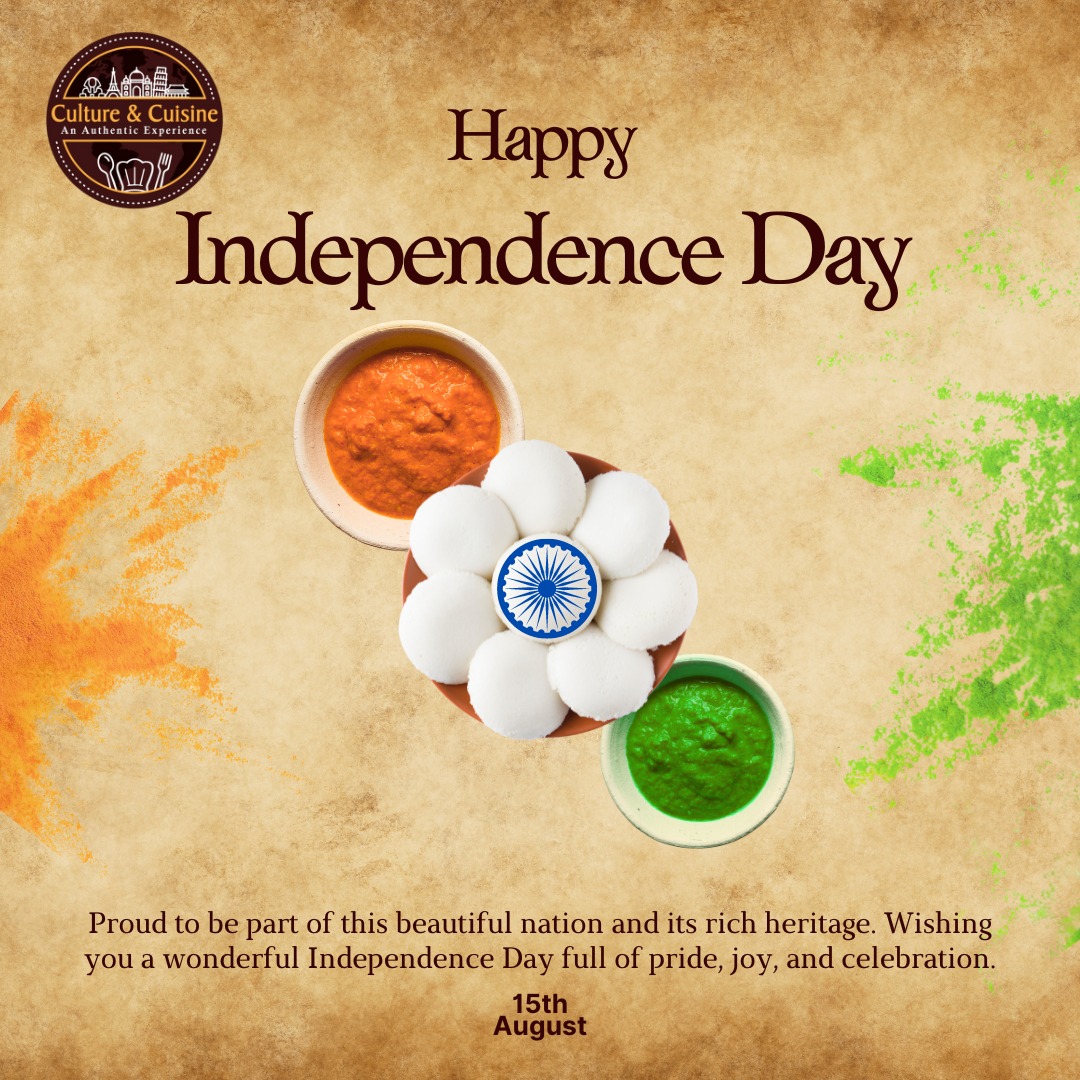 Culture & Cuisine
An Authentic Experience
Happy
Independence Day
Proud to be part of this beautiful nation and its rich heritage. Wishing
you a wonderful Independence Day full of pride, joy, and celebration.
15th
August